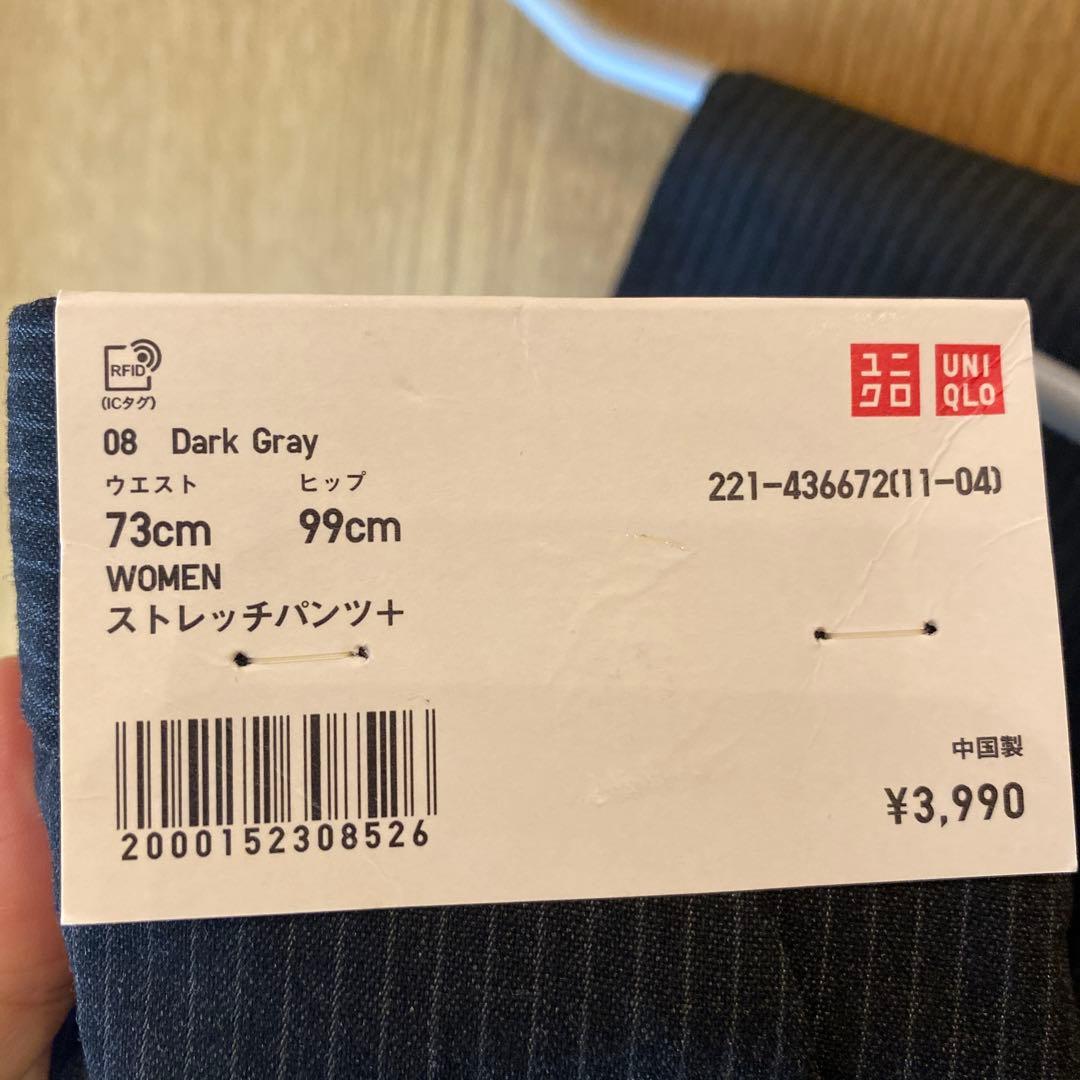 RFID
(ICタグ)
ユニ
クロ
UNI
QLO
08 Dark Gray
ウエスト ヒップ
73cm 99cm
221-436672(11-04)
WOMEN
ストレッチパンツ+
2000152308526
中国製
¥3,990